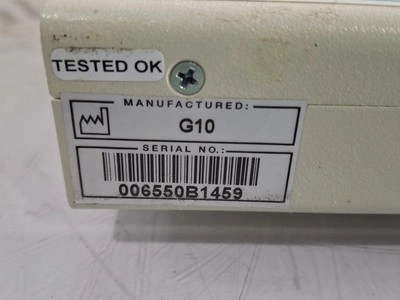 TESTED OK
MANUFACTURED:
G10
SERIAL NO.:
006550B1459